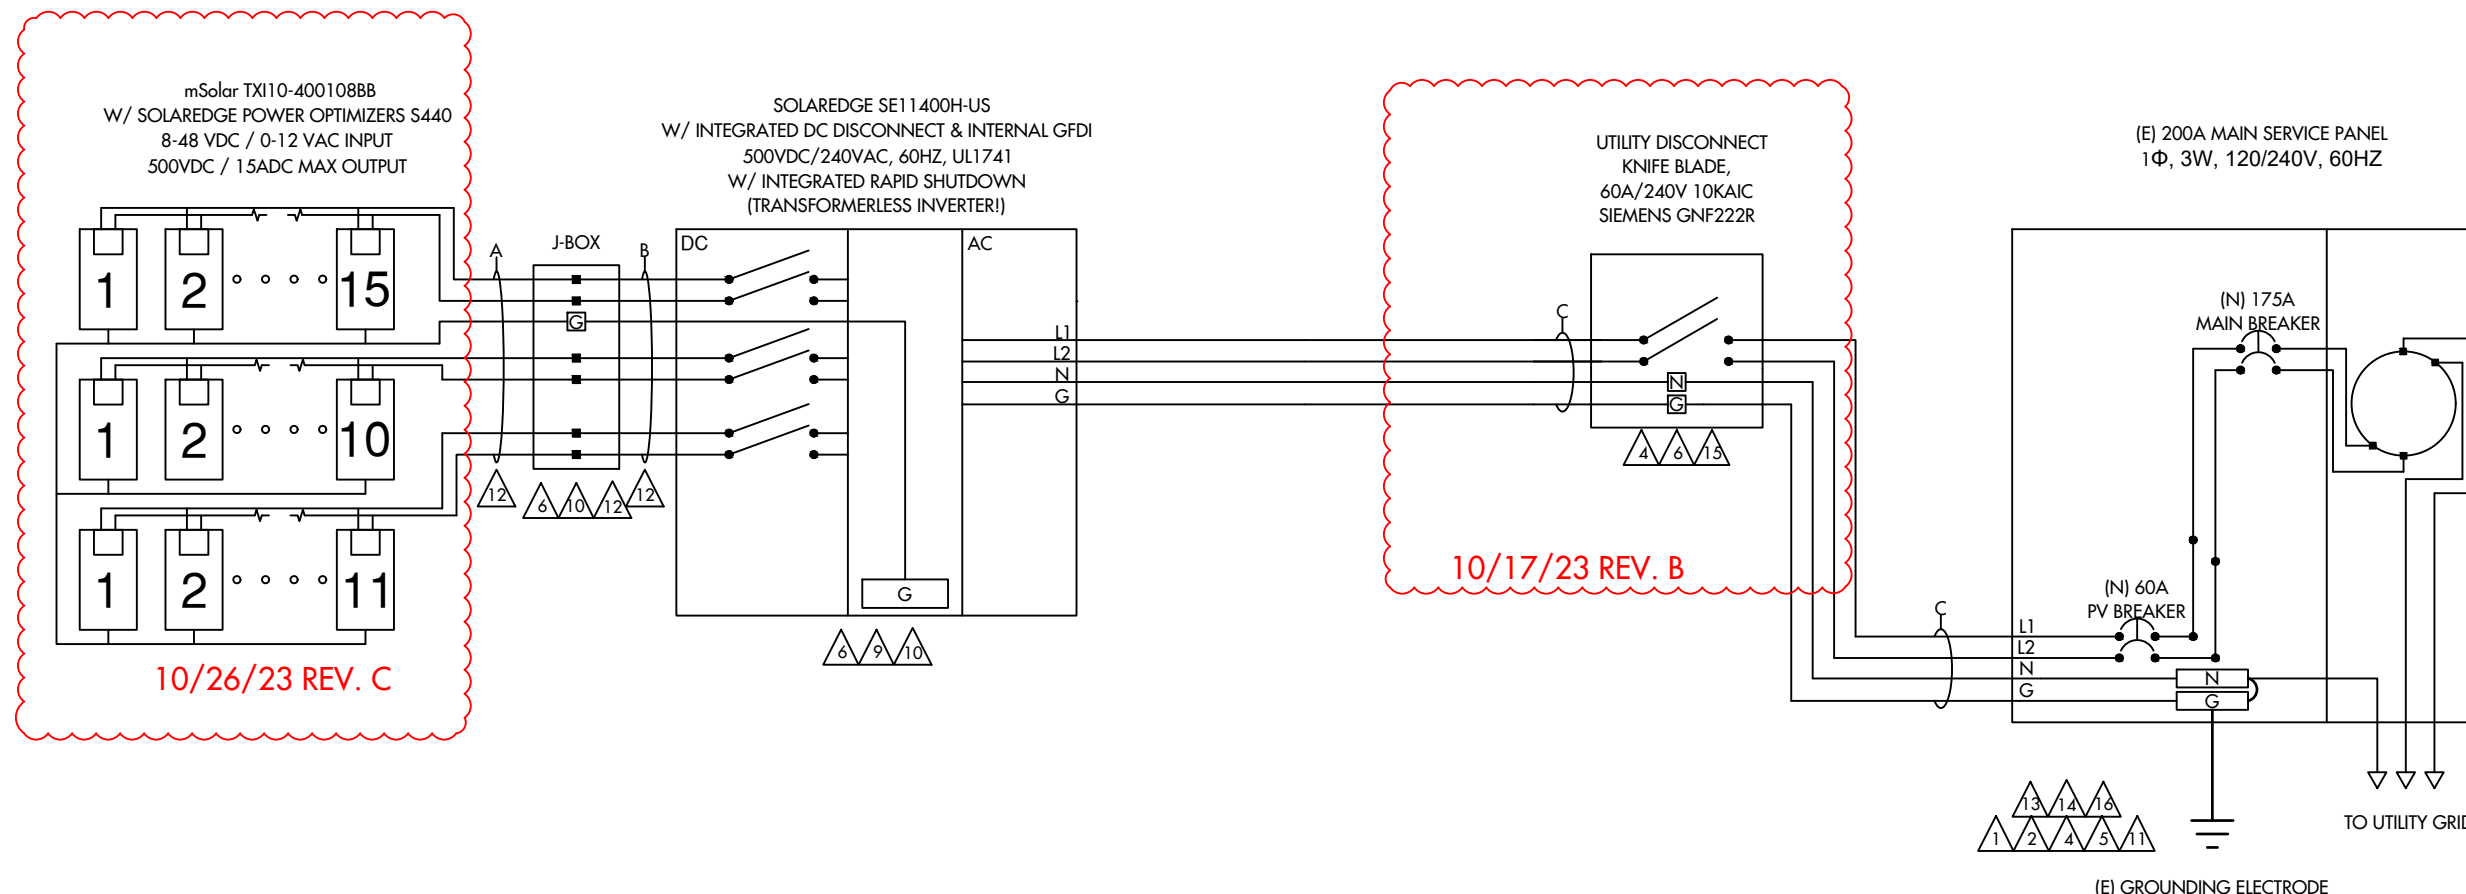 mSolar TXI10-400108BB
W/ SOLAREDGE POWER OPTIMIZERS S440
8-48 VDC / 0-12 VAC INPUT
500VDC / 15ADC MAX OUTPUT
1 2 15
1 2 10
1 2 11
10/26/23 REV. C
A
J-BOX
B
G
12
6 10 12
12
SOLAREDGE SE11400H-US
W/ INTEGRATED DC DISCONNECT & INTERNAL GFDI
500VDC/240VAC, 60HZ, UL1741
W/ INTEGRATED RAPID SHUTDOWN
(TRANSFORMERLESS INVERTER!)
DC
AC
L1
L2
N
G
G
6 9 10
UTILITY DISCONNECT
KNIFE BLADE,
60A/240V 10KAIC
SIEMENS GNF222R
C
N
G
4 6 15
10/17/23 REV. B
(E) 200A MAIN SERVICE PANEL
1Φ, 3W, 120/240V, 60HZ
(N) 175A
MAIN BREAKER
(N) 60A
PV BREAKER
C
L1
L2
N
G
N
G
13 14 16
1 2 4 5 11
TO UTILITY GRID
(E) GROUNDING ELECTRODE